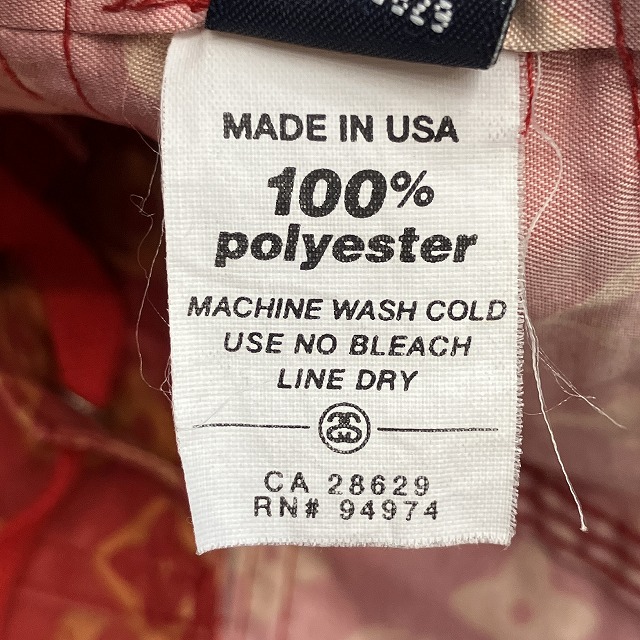 MADE IN USA
100%
polyester
MACHINE WASH COLD
USE NO BLEACH
LINE DRY
CA 28629
RN# 94974